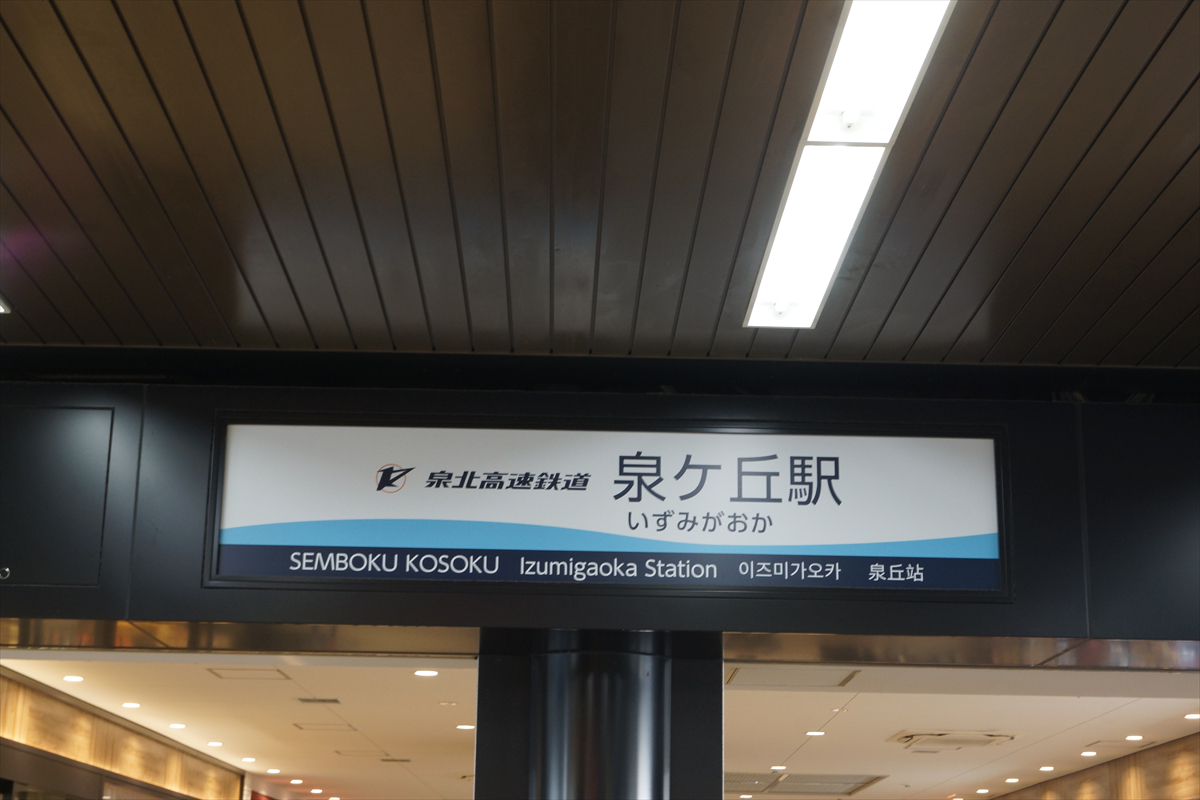 泉北高速鉄道 泉ケ丘駅
いずみがおか
SEMBOKU KOSOKU Izumigaoka Station 이즈미가오카 泉丘站